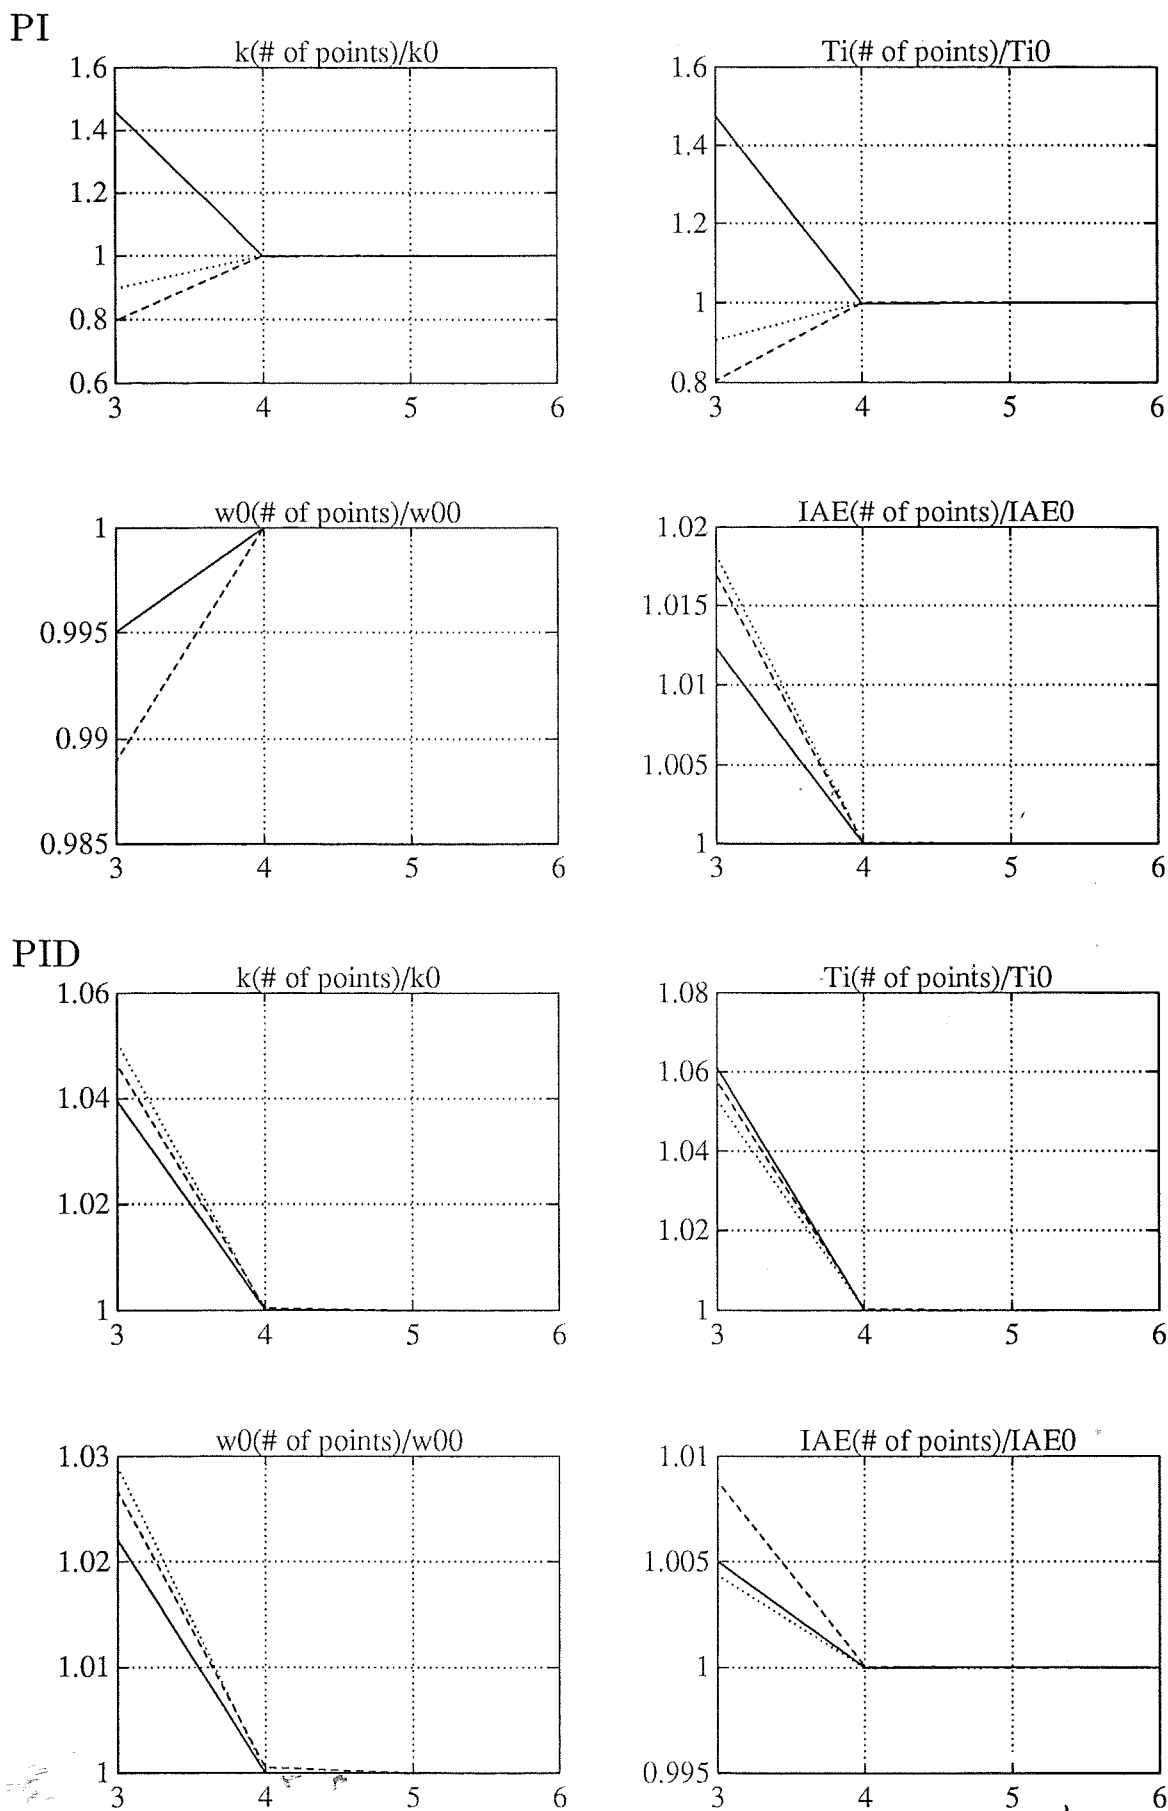 PI
k(# of points)/k0
1.6
1.4
1.2
1
0.8
0.6
3 4 5 6
Ti(# of points)/Ti0
1.6
1.4
1.2
1
0.8
3 4 5 6
w0(# of points)/w00
1
0.995
0.99
0.985
3 4 5 6
IAE(# of points)/IAE0
1.02
1.015
1.01
1.005
1
3 4 5 6
PID
k(# of points)/k0
1.06
1.04
1.02
1
3 4 5 6
Ti(# of points)/Ti0
1.08
1.06
1.04
1.02
1
3 4 5 6
w0(# of points)/w00
1.03
1.02
1.01
1
3 4 5 6
IAE(# of points)/IAE0
1.01
1.005
1
0.995
3 4 5 6